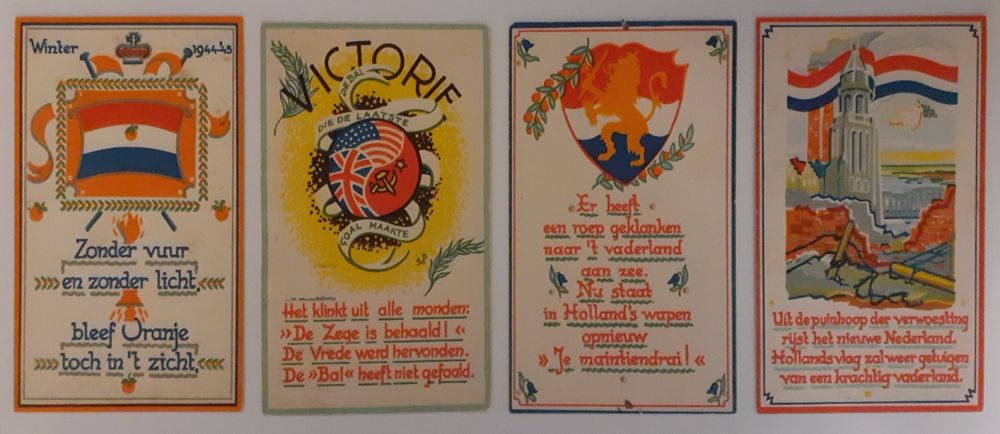 Winter 1944-'45
Zonder vuur
en zonder licht,
bleef Oranje
toch in 't zicht,
VICTORIE
DE BAL
DIE DE LAATSTE
GOAL MAAKTE
Het klinkt uit alle monden:
»De Zege is behaald! «
De Vrede werd hervonden.
De »Bal« heeft niet gefaald.
Er heeft
een roep geklonken
naar 't vaderland
aan zee.
Nu staat
in Holland's wapen
opnieuw
» Je maintiendrai! «
Uit de puinhoop der verwoesting
rijst het nieuwe Nederland.
Hollandsvlag zal weer getuigen
van een krachtig vaderland.